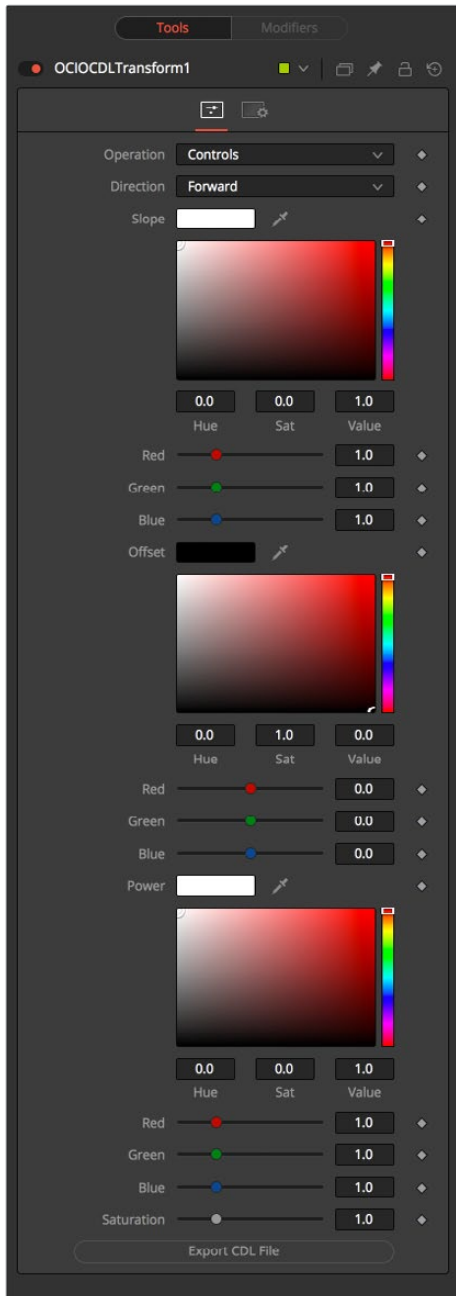 Tools Modifiers
OCIOCDLTransform1
Operation Controls
Direction Forward
Slope
0.0 0.0 1.0
Hue Sat Value
Red 1.0
Green 1.0
Blue 1.0
Offset
0.0 1.0 0.0
Hue Sat Value
Red 0.0
Green 0.0
Blue 0.0
Power
0.0 0.0 1.0
Hue Sat Value
Red 1.0
Green 1.0
Blue 1.0
Saturation 1.0
Export CDL File